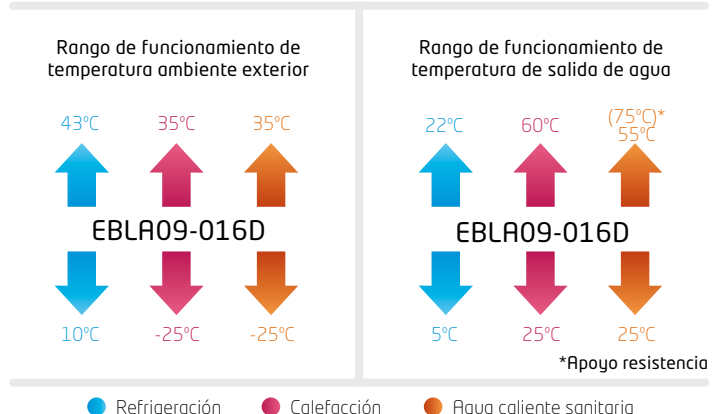 Rango de funcionamiento de
temperatura ambiente exterior
43ºC 35ºC 35ºC
EBLA09-016D
10ºC -25ºC -25ºC
Rango de funcionamiento de
temperatura de salida de agua
22ºC 60ºC (75ºC)*
55ºC
EBLA09-016D
5ºC 25ºC 25ºC
*Apoyo resistencia
Refrigeración Calefacción Agua caliente sanitaria